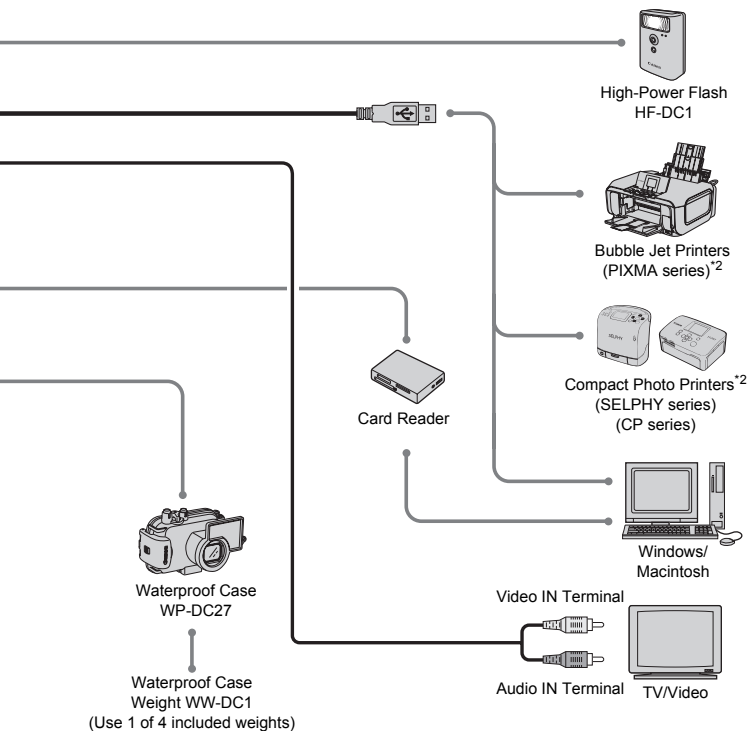 Canon
High-Power Flash
HF-DC1
Bubble Jet Printers
(PIXMA series)*2
SELPHY
Compact Photo Printers*2
(SELPHY series)
(CP series)
Card Reader
Windows/
Macintosh
Waterproof Case
WP-DC27
Waterproof Case
Weight WW-DC1
(Use 1 of 4 included weights)
Video IN Terminal
Audio IN Terminal
TV/Video